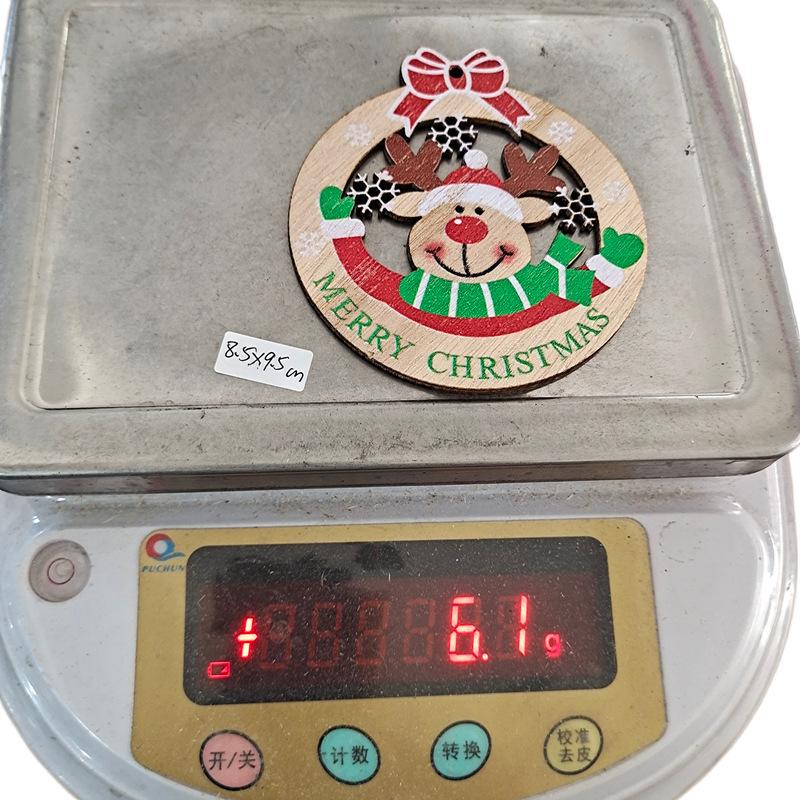 MERRY CHRISTMAS
8.5X9.5cm
PUCHUN
6.1 g
开/关
计数
转换
校准
去皮